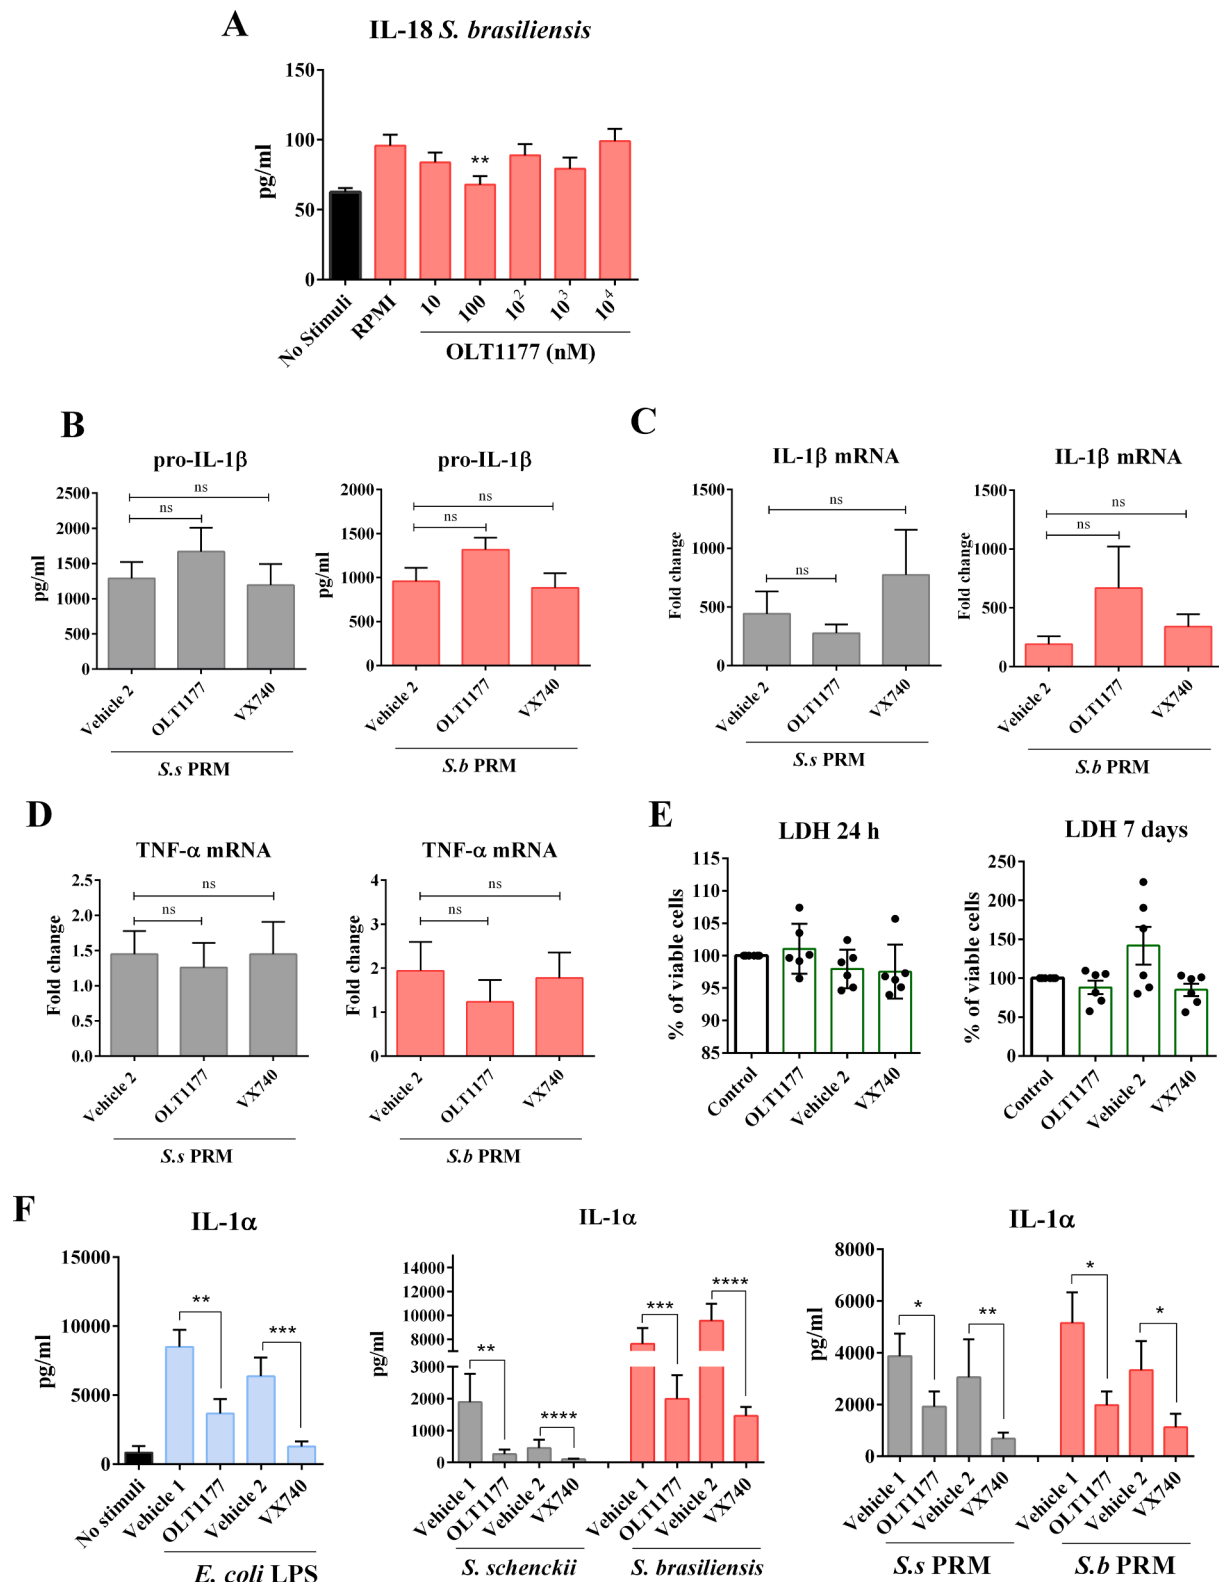 A
IL-18 S. brasiliensis
pg/ml
150
100
50
0
**
No Stimuli
RPMI
10
100
10²
10³
10⁴
OLT1177 (nM)
B
pro-IL-1β
pg/ml
2500
2000
1500
1000
500
0
ns
ns
Vehicle 2
OLT1177
VX740
S.s PRM
pro-IL-1β
pg/ml
2000
1500
1000
500
0
ns
ns
Vehicle 2
OLT1177
VX740
S.b PRM
C
IL-1β mRNA
Fold change
1500
1000
500
0
ns
ns
Vehicle 2
OLT1177
VX740
S.s PRM
IL-1β mRNA
Fold change
1500
1000
500
0
ns
ns
Vehicle 2
OLT1177
VX740
S.b PRM
D
TNF-α mRNA
Fold change
2.5
2.0
1.5
1.0
0.5
0.0
ns
ns
Vehicle 2
OLT1177
VX740
S.s PRM
TNF-α mRNA
Fold change
4
3
2
1
0
ns
ns
Vehicle 2
OLT1177
VX740
S.b PRM
E
LDH 24 h
% of viable cells
115
110
105
100
95
90
85
Control
OLT1177
Vehicle 2
VX740
LDH 7 days
% of viable cells
250
200
150
100
50
0
Control
OLT1177
Vehicle 2
VX740
F
IL-1α
pg/ml
15000
10000
5000
0
**
***
No stimuli
Vehicle 1
OLT1177
Vehicle 2
VX740
E. coli LPS
IL-1α
pg/ml
14000
12000
10000
8000
6000
3000
2000
1000
0
**
****
***
****
Vehicle 1
OLT1177
Vehicle 2
VX740
Vehicle 1
OLT1177
Vehicle 2
VX740
S. schenckii
S. brasiliensis
IL-1α
pg/ml
8000
6000
4000
2000
0
*
**
*
*
Vehicle 1
OLT1177
Vehicle 2
VX740
Vehicle 1
OLT1177
Vehicle 2
VX740
S.s PRM
S.b PRM